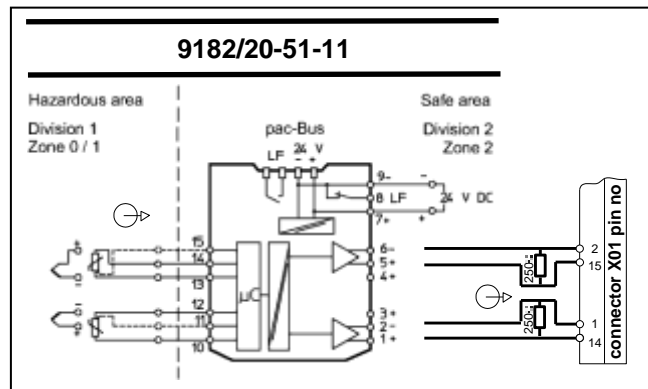 9182/20-51-11
Hazardous area
Safe area
Division 1
Zone 0 / 1
pac-Bus
Division 2
Zone 2
LF
24 V
- +
9-
8 LF
7+
-
24 V DC
+
15
14
13
12
11
10
µC
6-
5+
4+
3+
2-
1+
+
-
-
+
250
250
2
15
1
14
connector X01 pin no